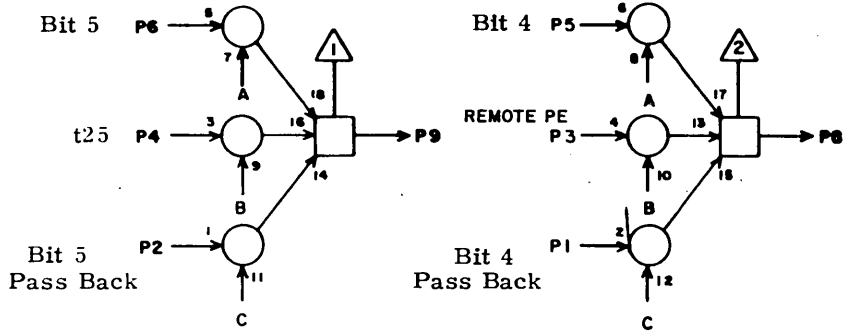 Bit 5 P6 5 7 A 18 1
t25 P4 3 9 B 16 P9
14
Bit 5 P2 1 11 C
Pass Back
Bit 4 P5 6 8 A 17 2
REMOTE PE
P3 4 10 B 13 P8
15
Bit 4 P1 2 12 C
Pass Back